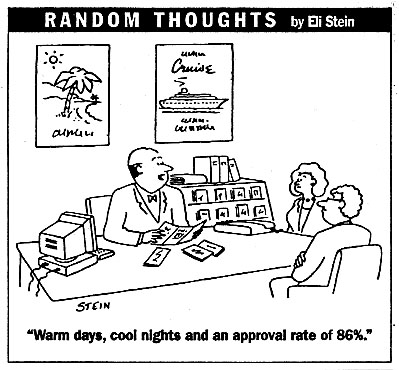 RANDOM THOUGHTS by Eli Stein
Cruise
STEIN
"Warm days, cool nights and an approval rate of 86%."